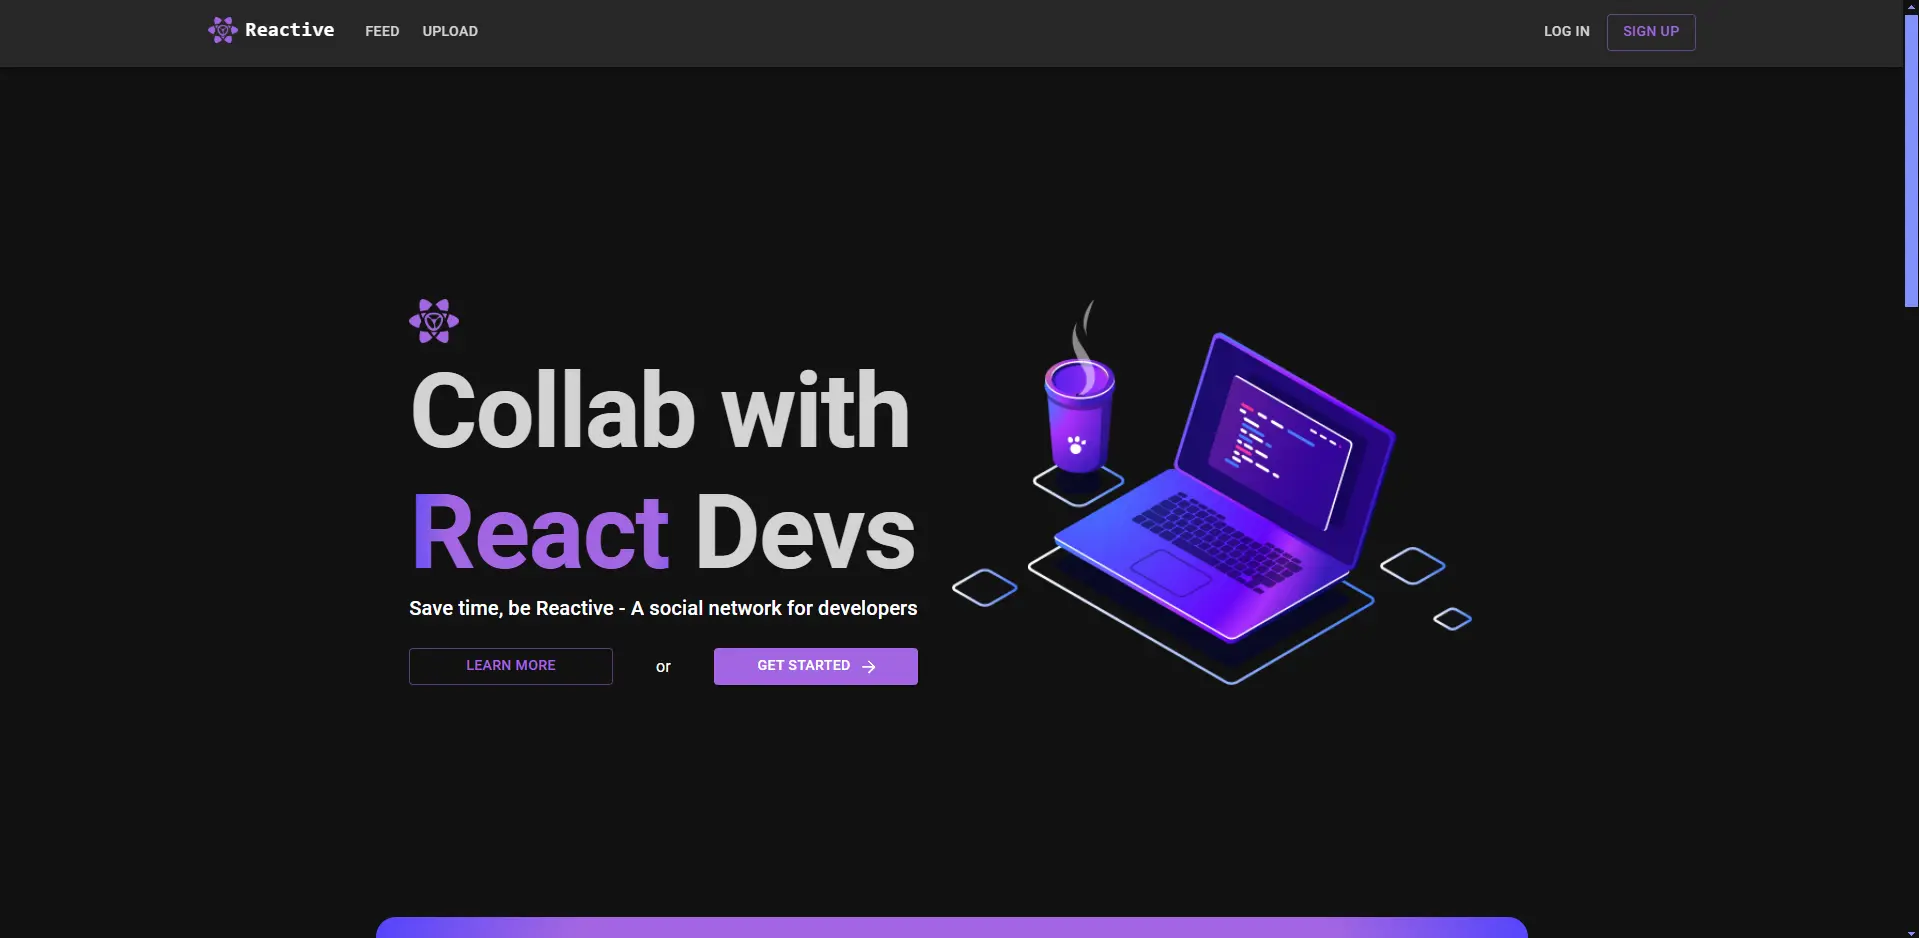 Reactive
FEED
UPLOAD
LOG IN
SIGN UP
Collab with
React Devs
Save time, be Reactive - A social network for developers
LEARN MORE
or
GET STARTED